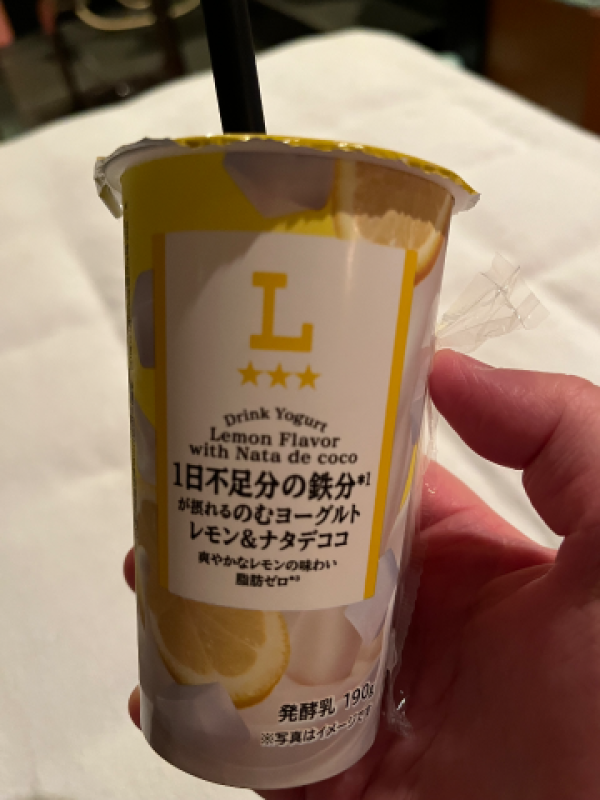 L
★★★
Drink Yogurt
Lemon Flavor
with Nata de coco
1日不足分の鉄分*1
が摂れるのむヨーグルト
レモン&ナタデココ
爽やかなレモンの味わい
脂肪ゼロ*3
発酵乳 190g
※写真はイメージです